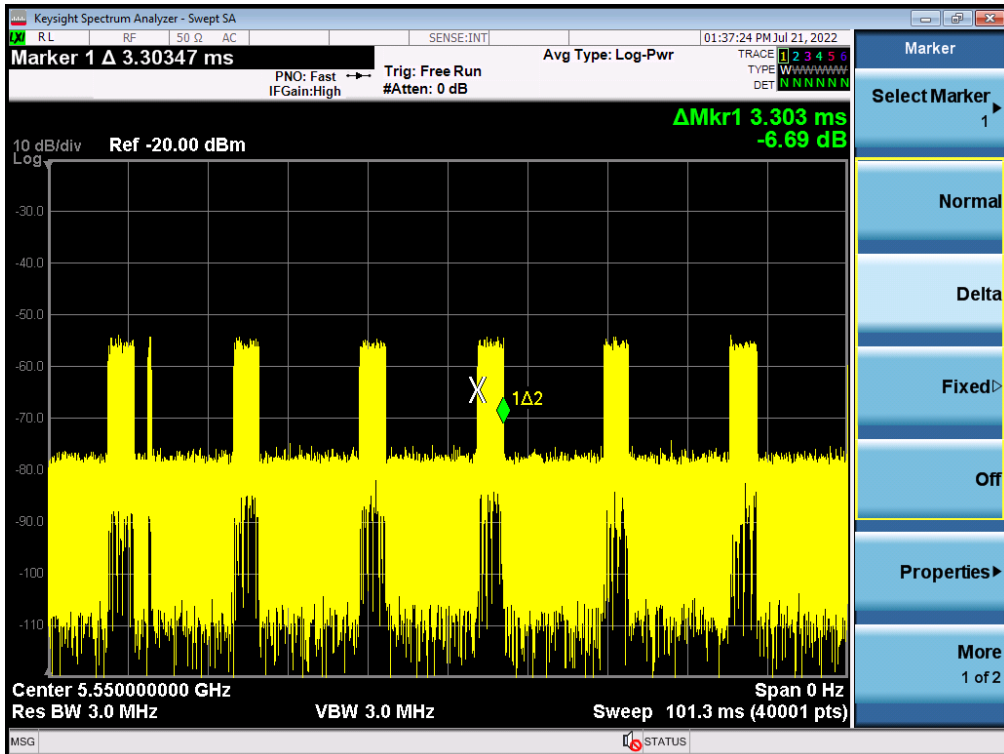 Keysight Spectrum Analyzer - Swept SA
LXI RL RF 50 Ω AC SENSE:INT 01:37:24 PM Jul 21, 2022
Marker 1 Δ 3.30347 ms
PNO: Fast
IFGain:High
Trig: Free Run
#Atten: 0 dB
Avg Type: Log-Pwr
TRACE 1 2 3 4 5 6
TYPE WWWWWW
DET N N N N N N
ΔMkr1 3.303 ms
-6.69 dB
10 dB/div Ref -20.00 dBm
Log
-30.0
-40.0
-50.0
-60.0
-70.0
-80.0
-90.0
-100
-110
X
1Δ2
Center 5.550000000 GHz Span 0 Hz
Res BW 3.0 MHz VBW 3.0 MHz Sweep 101.3 ms (40001 pts)
MSG STATUS
Marker
Select Marker
1
Normal
Delta
Fixed
Off
Properties
More
1 of 2